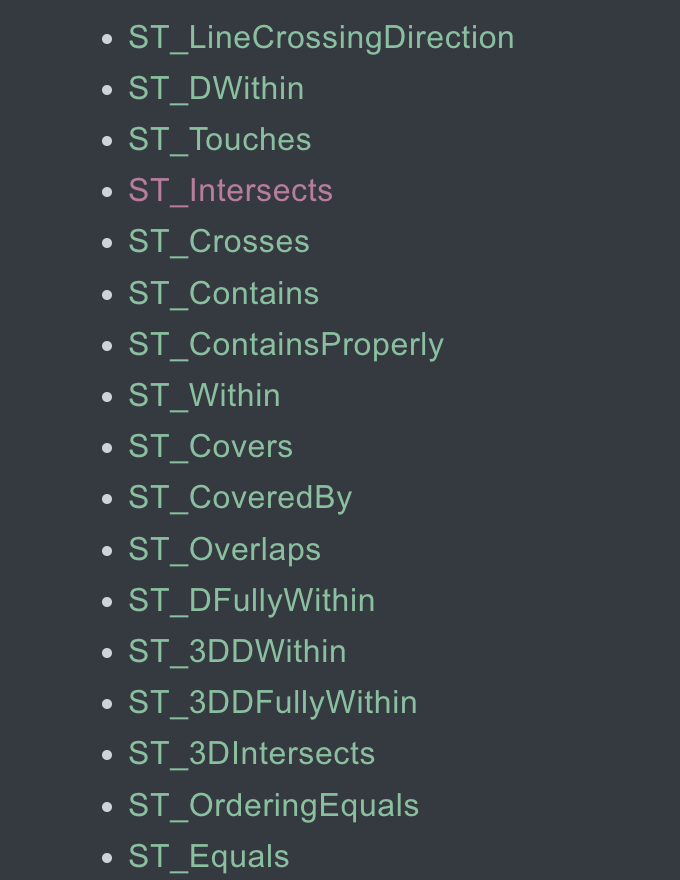 ST_LineCrossingDirection
ST_DWithin
ST_Touches
ST_Intersects
ST_Crosses
ST_Contains
ST_ContainsProperly
ST_Within
ST_Covers
ST_CoveredBy
ST_Overlaps
ST_DFullyWithin
ST_3DDWithin
ST_3DDFullyWithin
ST_3DIntersects
ST_OrderingEquals
ST_Equals